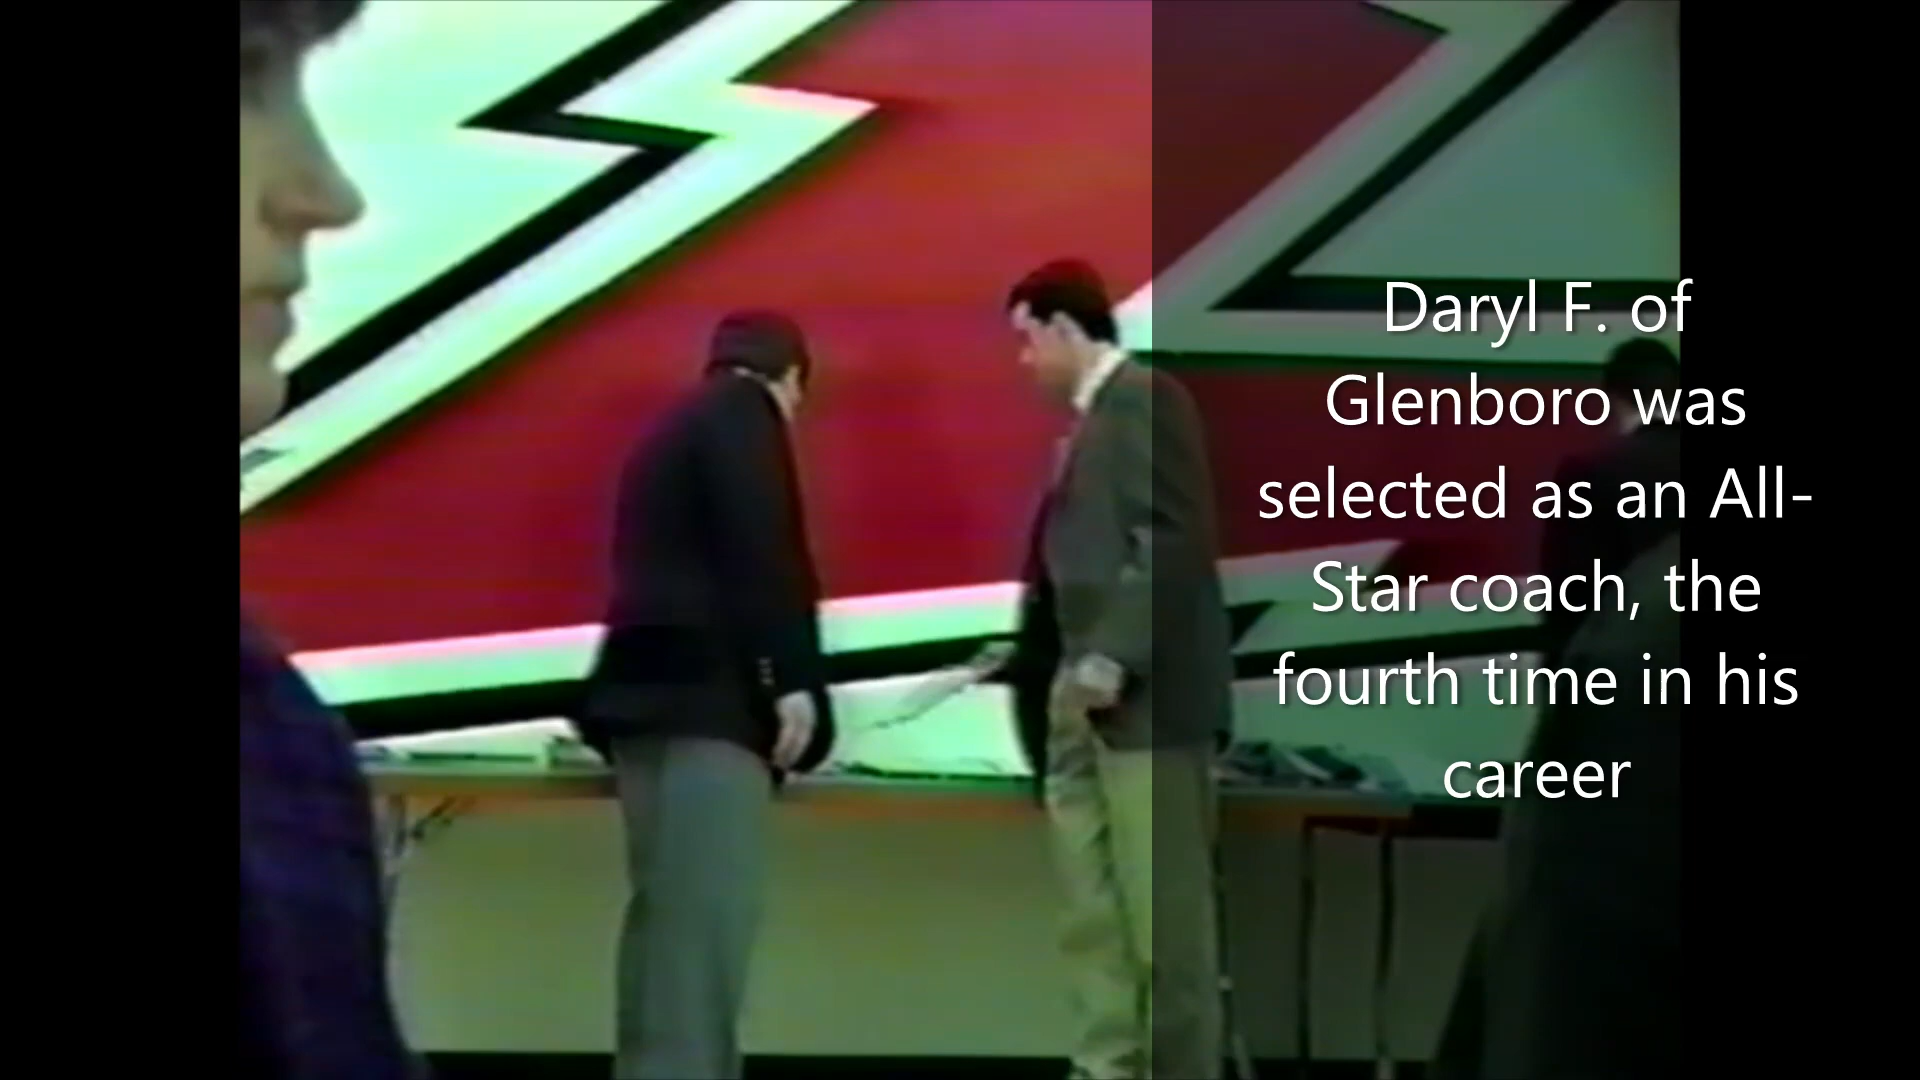 Daryl F. of
Glenboro was
selected as an All-
Star coach, the
fourth time in his
career